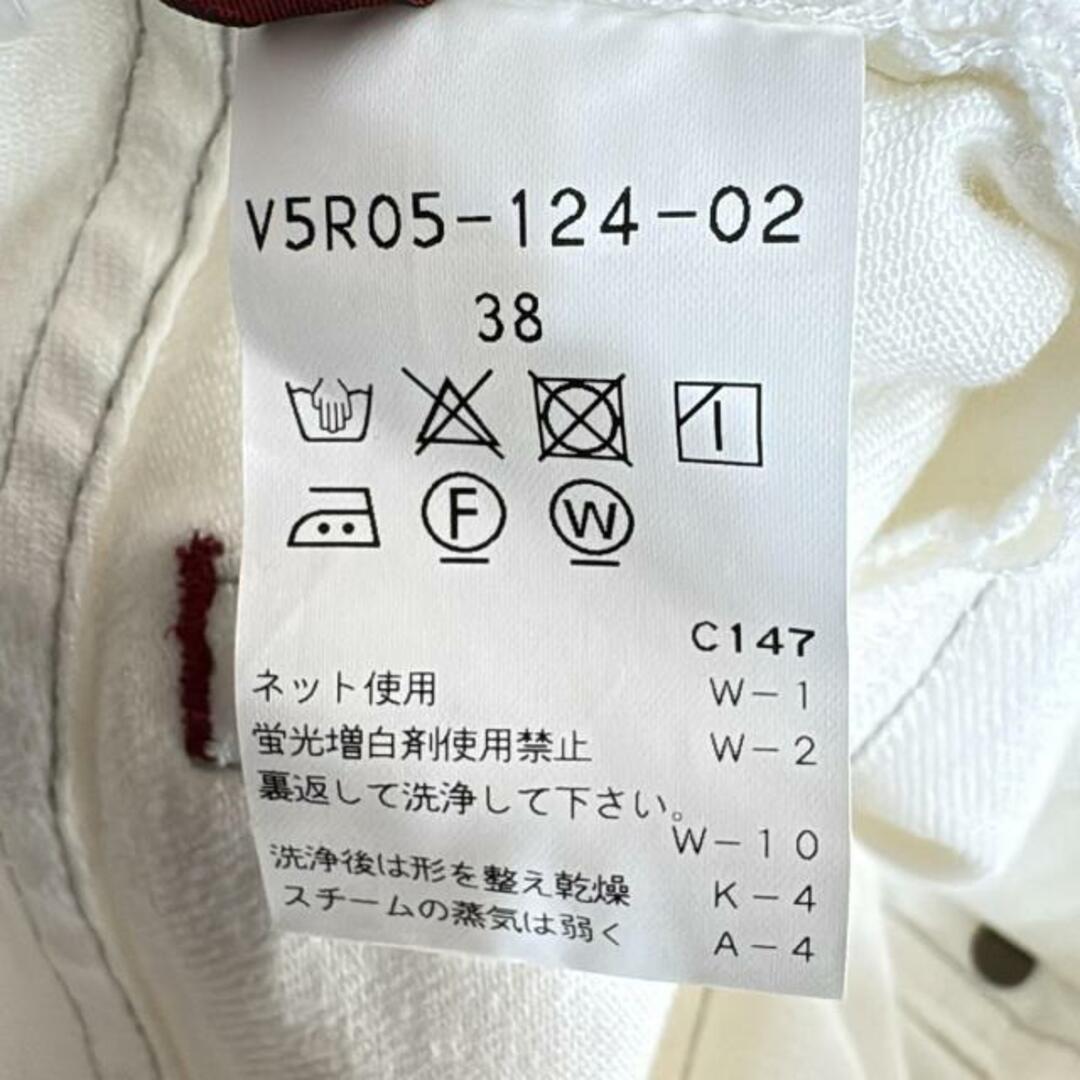 V5R05-124-02
38
F W
C147
ネット使用 W-1
蛍光増白剤使用禁止 W-2
裏返して洗浄して下さい。
W-10
洗浄後は形を整え乾燥 K-4
スチームの蒸気は弱く A-4